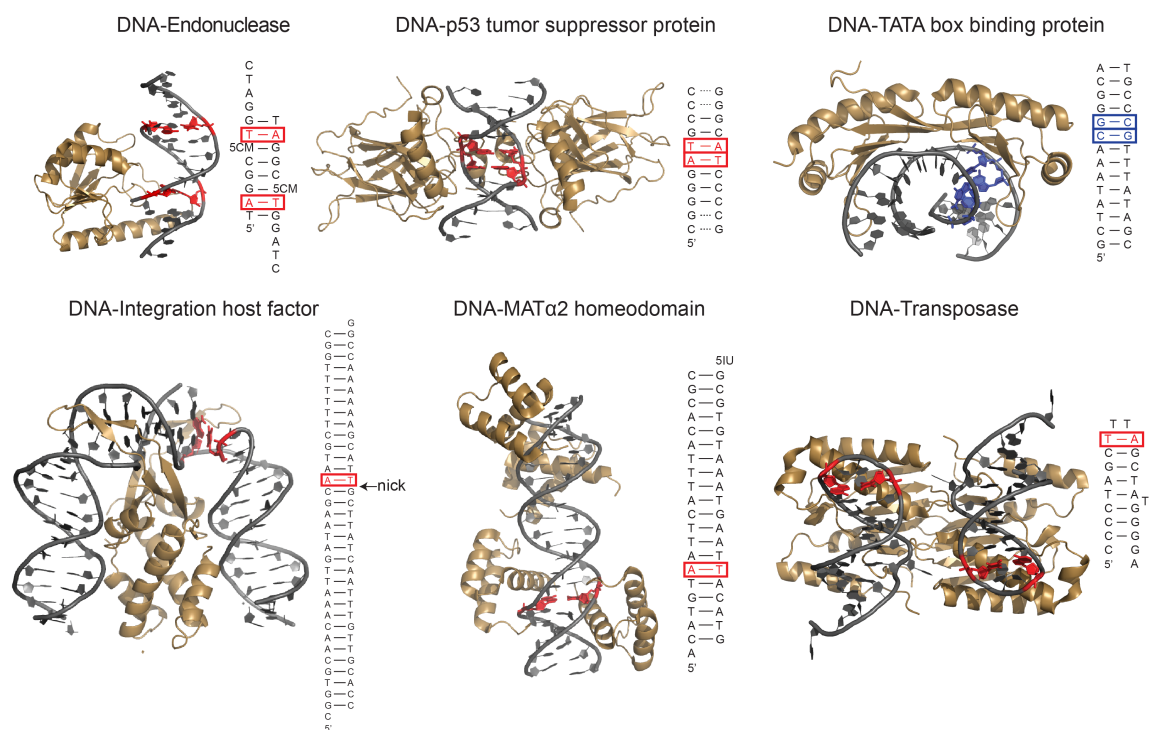 DNA-Endonuclease
C
T
A
G
G — T
T — A
5CM — G
C — G
G — C
G — 5CM
A — T
T — G
5' G
A
T
C
DNA-p53 tumor suppressor protein
C ---- G
C ---- G
C — G
G — C
T — A
A — T
G — C
G — C
G — C
G ---- C
C ---- G
5'
DNA-TATA box binding protein
A — T
C — G
G — C
G — C
G — C
C — G
A — T
A — T
A — T
T — A
A — T
T — A
C — G
G — C
5'
DNA-Integration host factor
G
C — G
G — C
G — C
T — A
T — A
T — A
T — A
T — A
T — A
C — G
G — C
T — A
A — T
A — T
C — G ←nick
G — C
A — T
A — T
T — A
A — T
G — C
T — A
T — A
A — T
A — T
A — T
C — G
A — T
A — T
C — G
G — C
T — A
G — C
G — C
C
5'
DNA-MATα2 homeodomain
5IU
C — G
G — C
C — G
A — T
C — G
A — T
T — A
T — A
T — A
A — T
C — G
T — A
T — A
A — T
A — T
T — A
G — C
T — A
A — T
C — G
A
5'
DNA-Transposase
T T
T — A
C — G
G — C
A — T
T — A
T
C — G
C — G
C — G
C — G
5' A